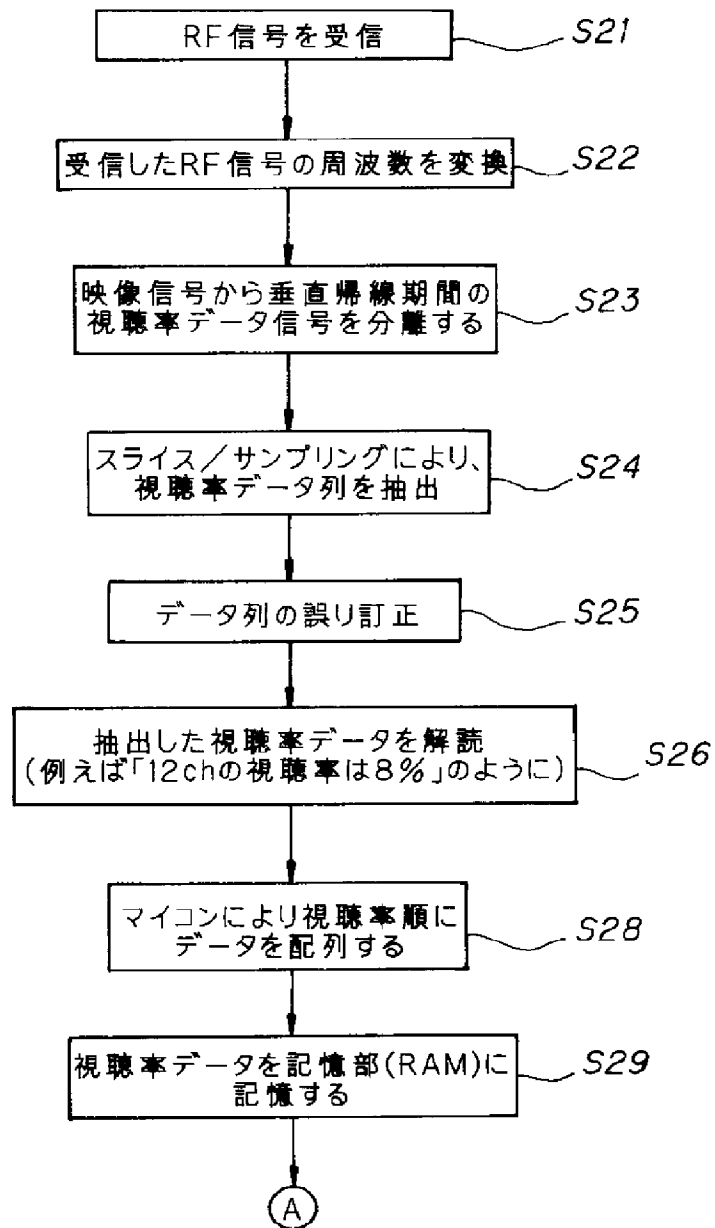 RF信号を受信
S21
受信したRF信号の周波数を変換
S22
映像信号から垂直帰線期間の
視聴率データ信号を分離する
S23
スライス／サンプリングにより、
視聴率データ列を抽出
S24
データ列の誤り訂正
S25
抽出した視聴率データを解読
(例えば「12chの視聴率は8%」のように)
S26
マイコンにより視聴率順に
データを配列する
S28
視聴率データを記憶部(RAM)に
記憶する
S29
A